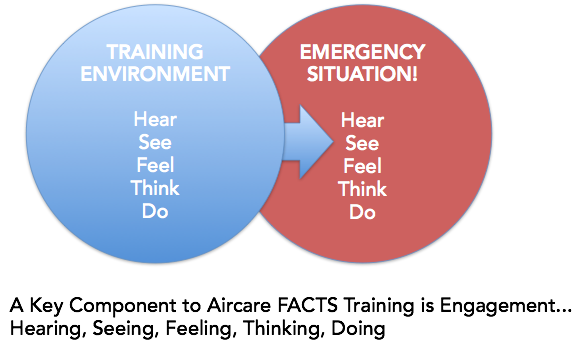 TRAINING
ENVIRONMENT
Hear
See
Feel
Think
Do
EMERGENCY
SITUATION!
Hear
See
Feel
Think
Do
A Key Component to Aircare FACTS Training is Engagement...
Hearing, Seeing, Feeling, Thinking, Doing